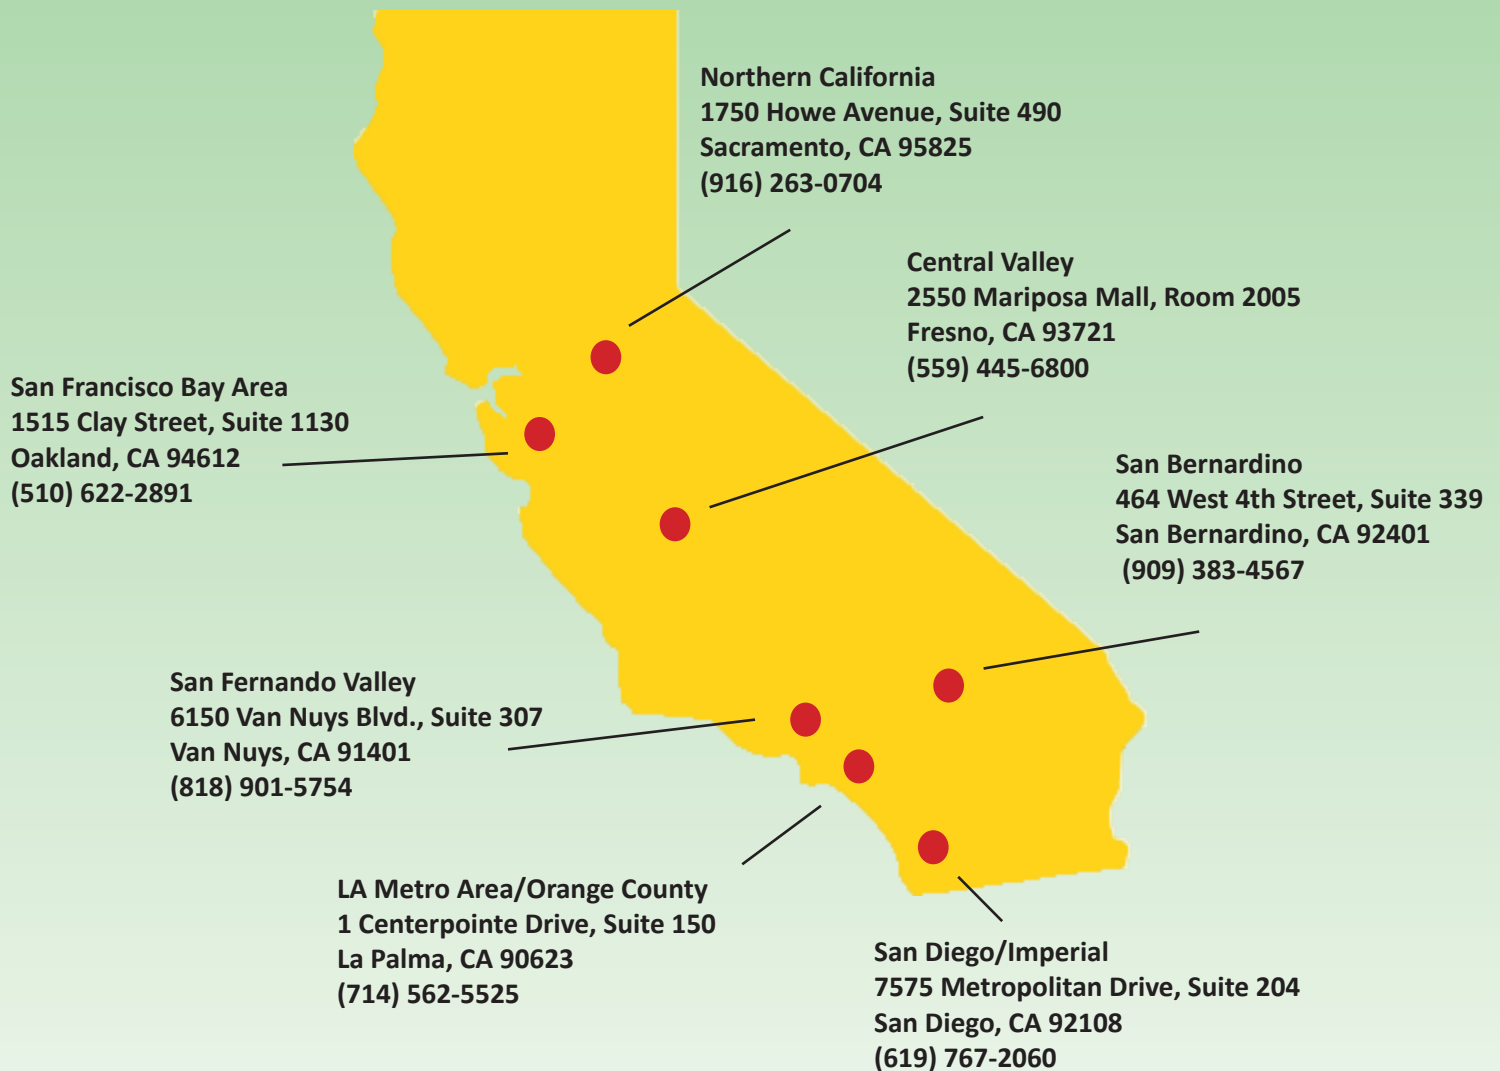 Northern California
1750 Howe Avenue, Suite 490
Sacramento, CA 95825
(916) 263-0704
Central Valley
2550 Mariposa Mall, Room 2005
Fresno, CA 93721
(559) 445-6800
San Francisco Bay Area
1515 Clay Street, Suite 1130
Oakland, CA 94612
(510) 622-2891
San Bernardino
464 West 4th Street, Suite 339
San Bernardino, CA 92401
(909) 383-4567
San Fernando Valley
6150 Van Nuys Blvd., Suite 307
Van Nuys, CA 91401
(818) 901-5754
LA Metro Area/Orange County
1 Centerpointe Drive, Suite 150
La Palma, CA 90623
(714) 562-5525
San Diego/Imperial
7575 Metropolitan Drive, Suite 204
San Diego, CA 92108
(619) 767-2060